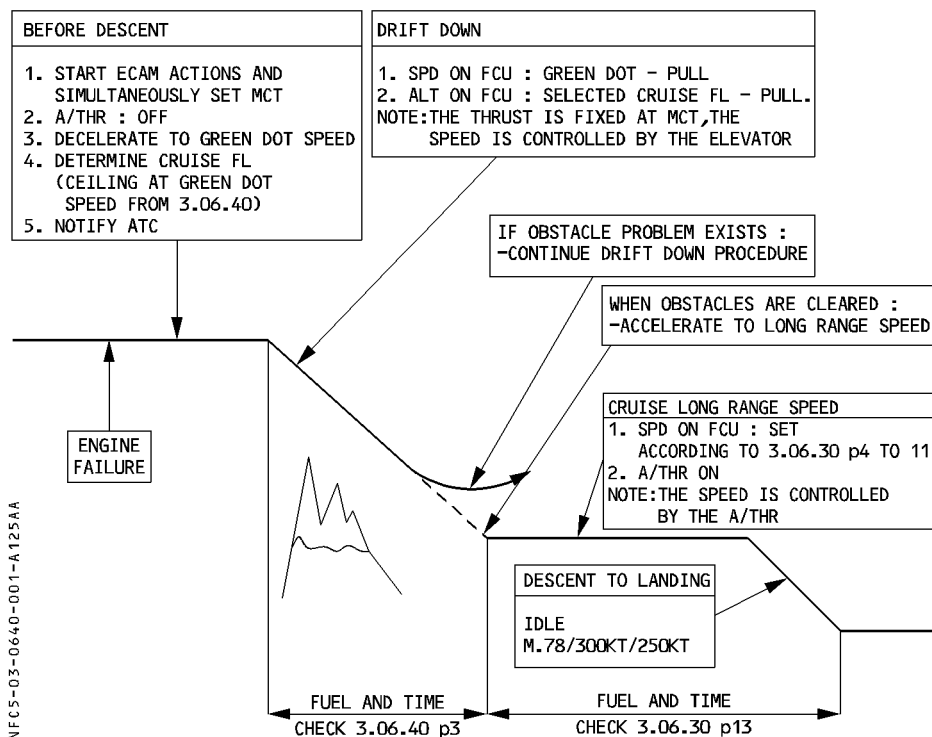 BEFORE DESCENT
1. START ECAM ACTIONS AND
SIMULTANEOUSLY SET MCT
2. A/THR : OFF
3. DECELERATE TO GREEN DOT SPEED
4. DETERMINE CRUISE FL
(CEILING AT GREEN DOT
SPEED FROM 3.06.40)
5. NOTIFY ATC
DRIFT DOWN
1. SPD ON FCU : GREEN DOT - PULL
2. ALT ON FCU : SELECTED CRUISE FL - PULL.
NOTE:THE THRUST IS FIXED AT MCT,THE
SPEED IS CONTROLLED BY THE ELEVATOR
IF OBSTACLE PROBLEM EXISTS :
-CONTINUE DRIFT DOWN PROCEDURE
WHEN OBSTACLES ARE CLEARED :
-ACCELERATE TO LONG RANGE SPEED
ENGINE
FAILURE
CRUISE LONG RANGE SPEED
1. SPD ON FCU : SET
ACCORDING TO 3.06.30 p4 TO 11
2. A/THR ON
NOTE:THE SPEED IS CONTROLLED
BY THE A/THR
DESCENT TO LANDING
IDLE
M.78/300KT/250KT
FUEL AND TIME
CHECK 3.06.40 p3
FUEL AND TIME
CHECK 3.06.30 p13
NFC5-03-0640-001-A125AA